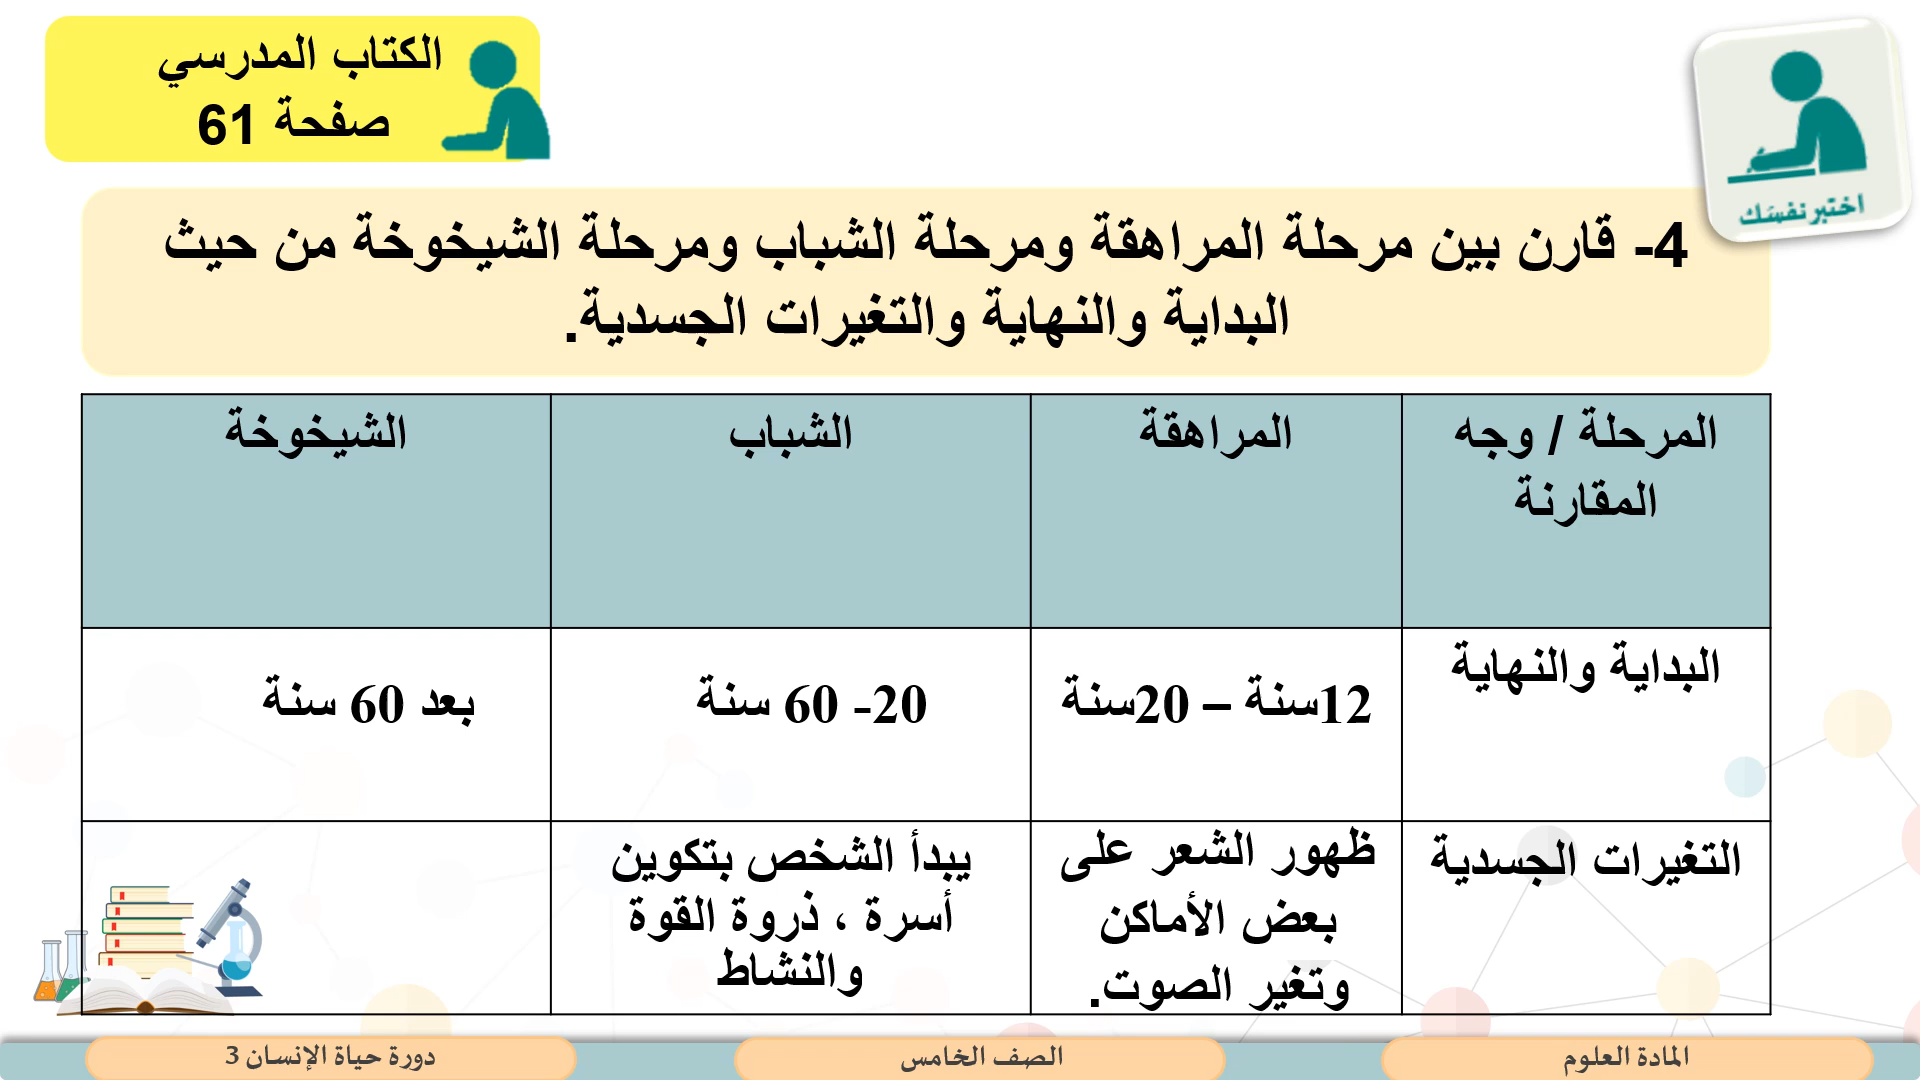 الكتاب المدرسي
صفحة 61
اختبر نفسَك
4- قارن بين مرحلة المراهقة ومرحلة الشباب ومرحلة الشيخوخة من حيث
البداية والنهاية والتغيرات الجسدية.
المرحلة / وجه
المقارنة
المراهقة
الشباب
الشيخوخة
البداية والنهاية
12سنة – 20سنة
20- 60 سنة
بعد 60 سنة
التغيرات الجسدية
ظهور الشعر على
بعض الأماكن
وتغير الصوت.
يبدأ الشخص بتكوين
أسرة ، ذروة القوة
والنشاط
المادة العلوم
الصف الخامس
دورة حياة الإنسان 3